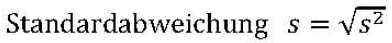 Standardabweichung s = √s²